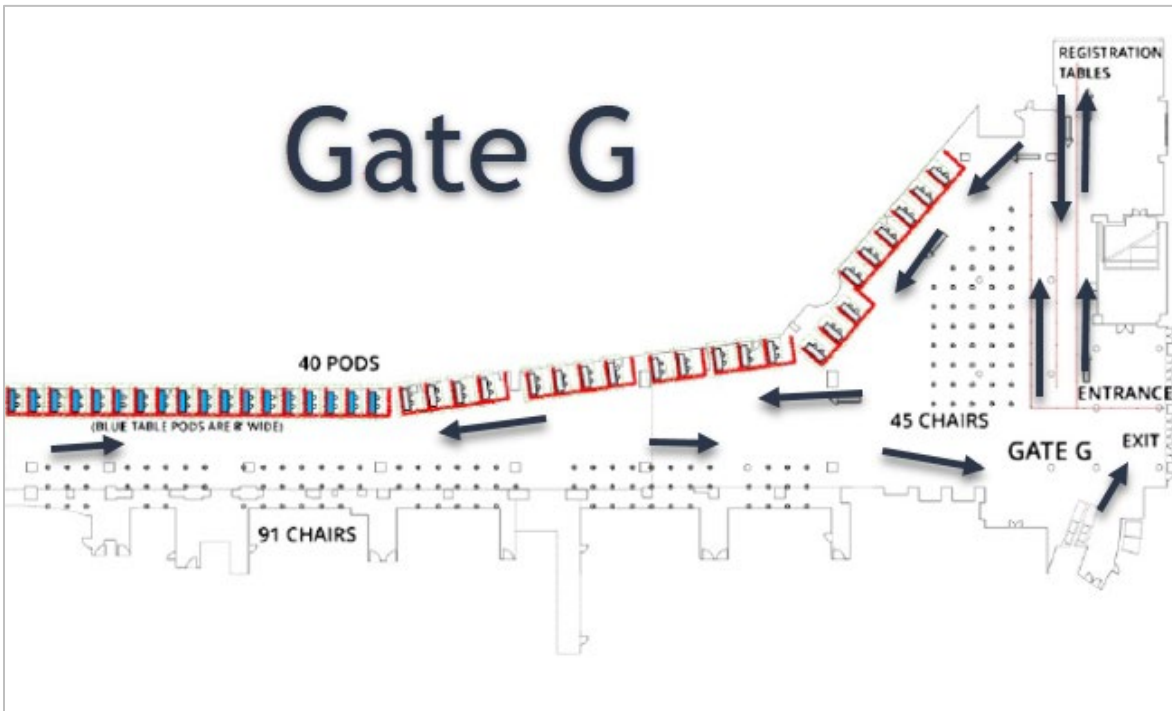 Gate G
REGISTRATION
TABLES
40 PODS
(BLUE TABLE PODS ARE 8' WIDE)
ENTRANCE
45 CHAIRS
GATE G
EXIT
91 CHAIRS